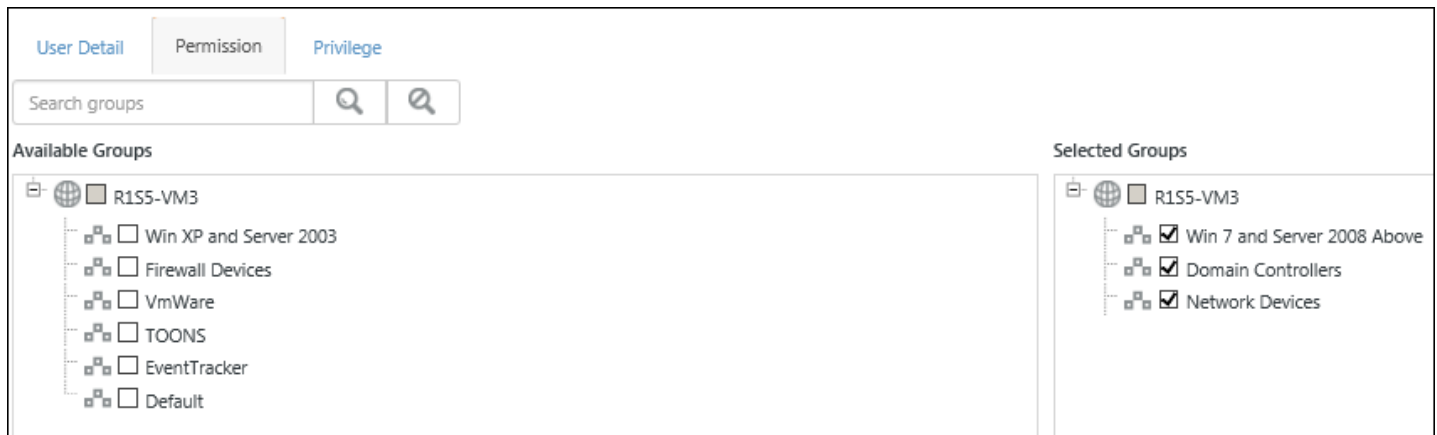 User Detail
Permission
Privilege
Search groups
Available Groups
R1S5-VM3
Win XP and Server 2003
Firewall Devices
VmWare
TOONS
EventTracker
Default
Selected Groups
R1S5-VM3
Win 7 and Server 2008 Above
Domain Controllers
Network Devices